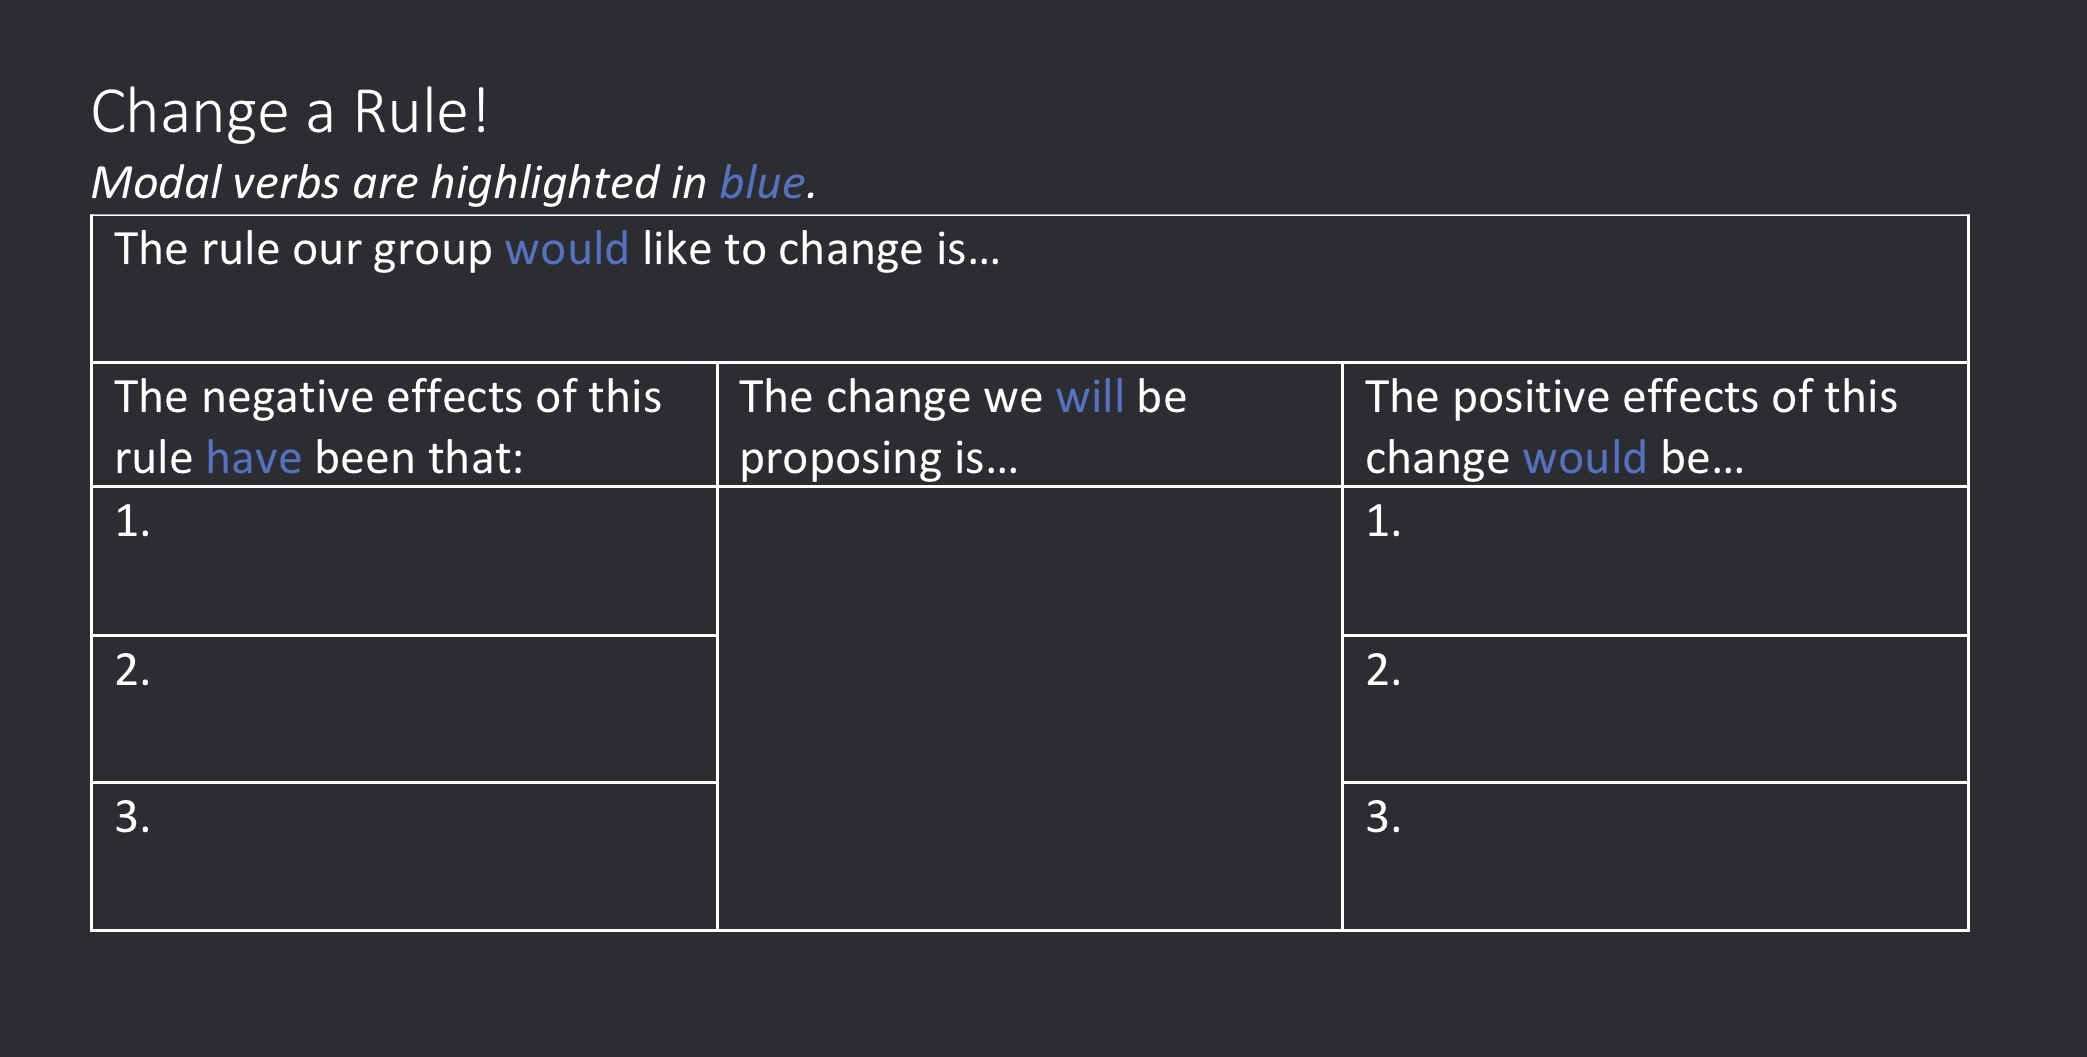 Change a Rule!
Modal verbs are highlighted in blue.
The rule our group would like to change is...
The negative effects of this
rule have been that:
The change we will be
proposing is...
The positive effects of this
change would be...
1.
1.
2.
2.
3.
3.